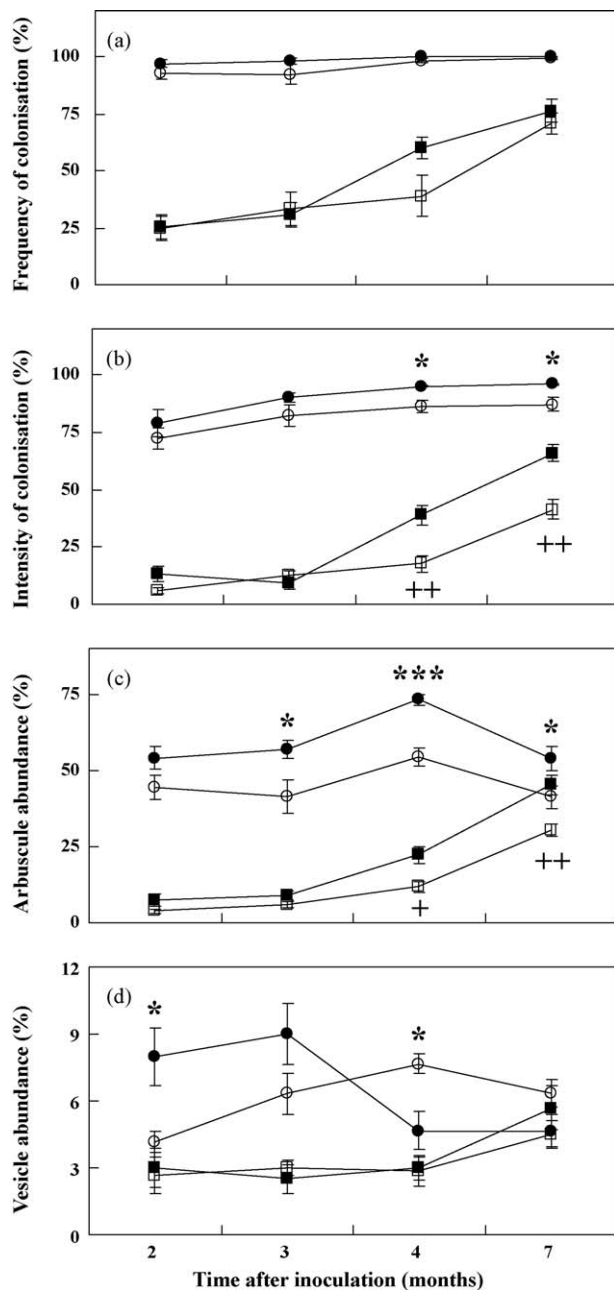 (a)
Frequency of colonisation (%)
100
75
50
25
0
(b)
Intensity of colonisation (%)
100
75
50
25
0
* *
++
++
(c)
Arbuscule abundance (%)
75
50
25
0
* *** *
+
++
(d)
Vesicle abundance (%)
12
9
6
3
0
* *
2 3 4 7
Time after inoculation (months)